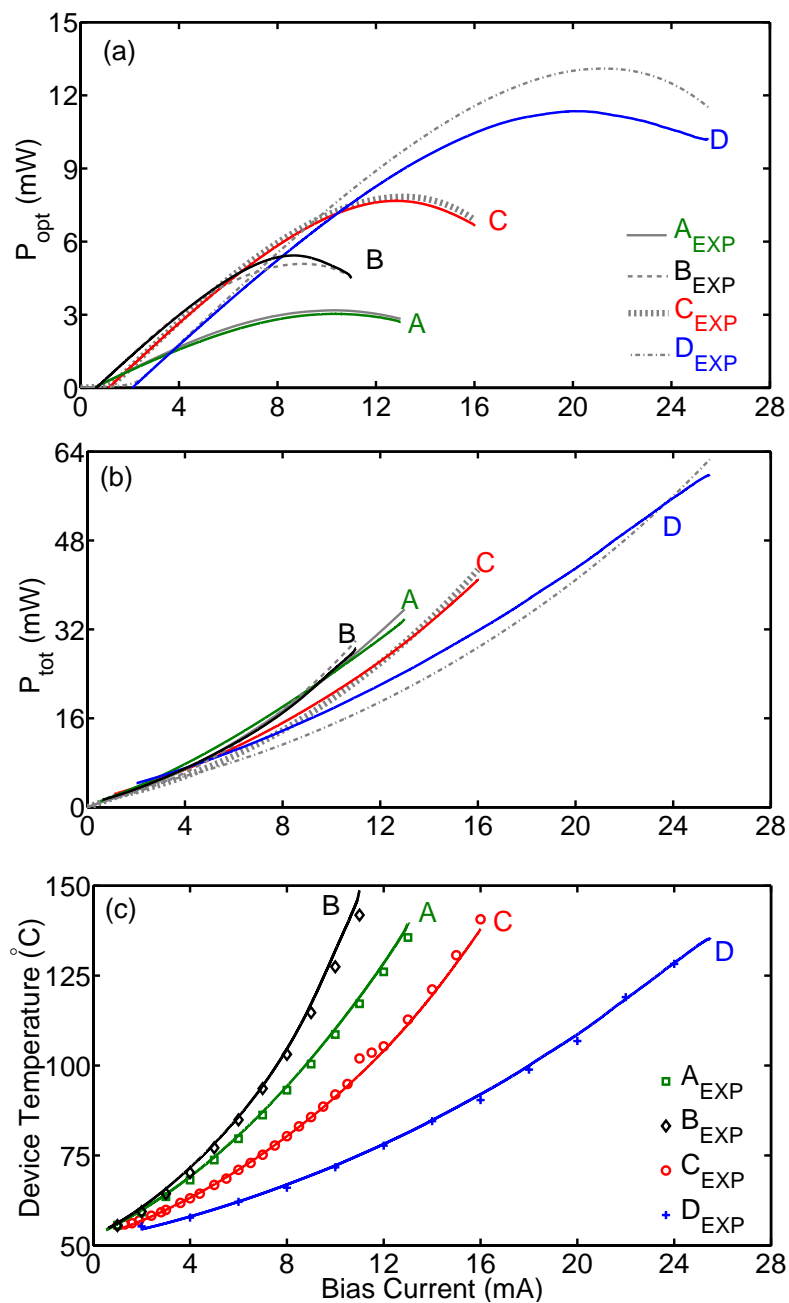 15
(a)
12
D
9
P_opt (mW)
C
6
B
A_EXP
B_EXP
3
A
C_EXP
D_EXP
0
4 8 12 16 20 24 28
64
(b)
48
D
C
A
32
B
P_tot (mW)
16
0
0 4 8 12 16 20 24 28
150
(c)
B
A
C
D
125
Device Temperature (°C)
100
A_EXP
B_EXP
75
C_EXP
D_EXP
50
0 4 8 12 16 20 24 28
Bias Current (mA)